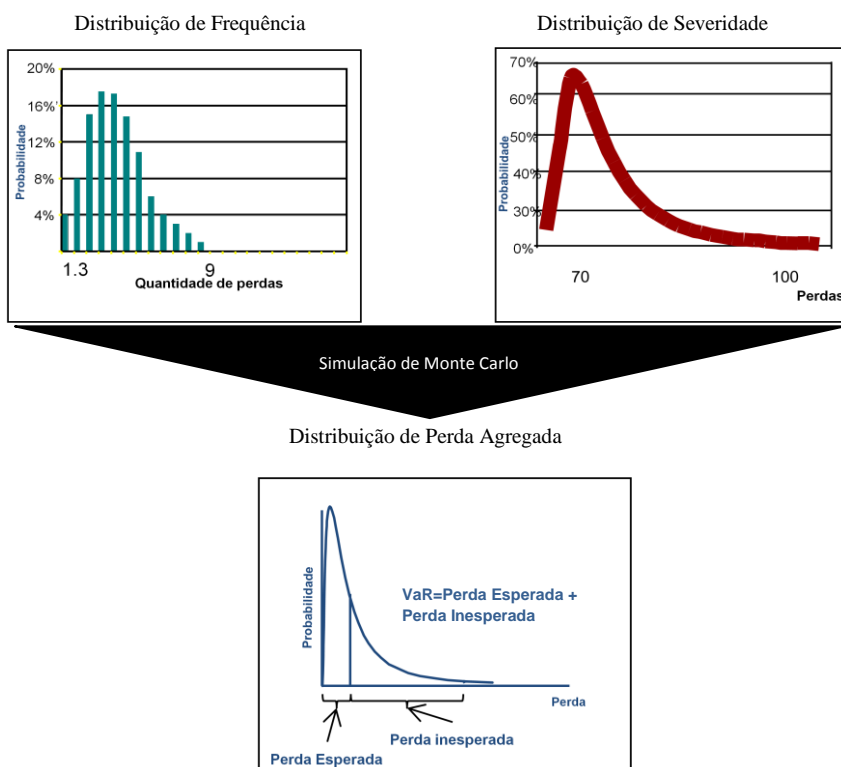 Distribuição de Frequência
Distribuição de Severidade
20%
16%
12%
8%
4%
Probabilidade
1.3
9
Quantidade de perdas
70%
60%
50%
40%
30%
0%
Probabilidade
70
100
Perdas
Simulação de Monte Carlo
Distribuição de Perda Agregada
Probabilidade
VaR=Perda Esperada +
Perda Inesperada
Perda
Perda inesperada
Perda Esperada